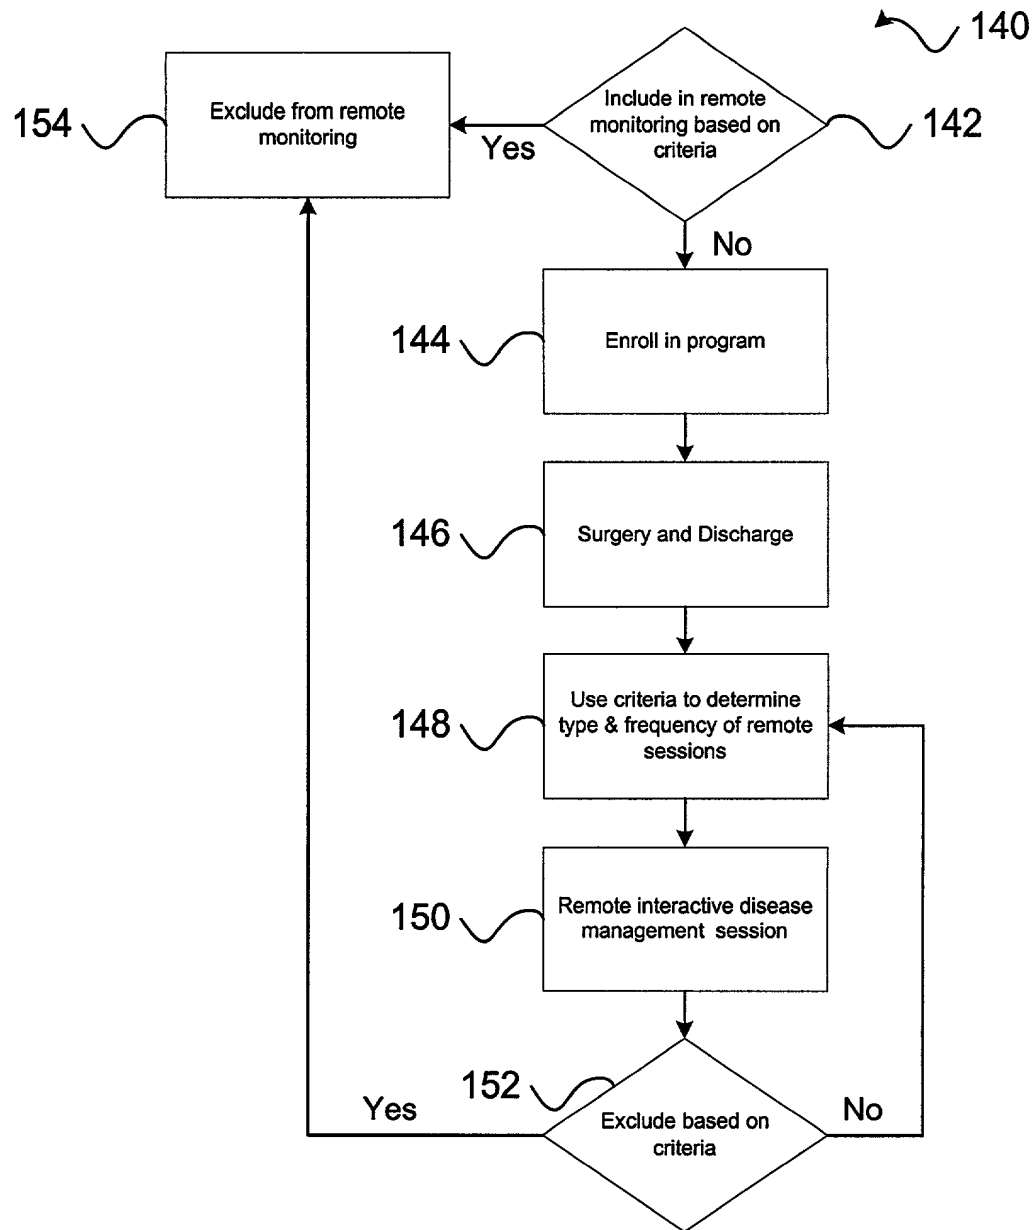 140
154
Exclude from remote
monitoring
Include in remote
monitoring based on
criteria
142
Yes
No
144
Enroll in program
146
Surgery and Discharge
148
Use criteria to determine
type & frequency of remote
sessions
150
Remote interactive disease
management session
152
Yes
Exclude based on
criteria
No